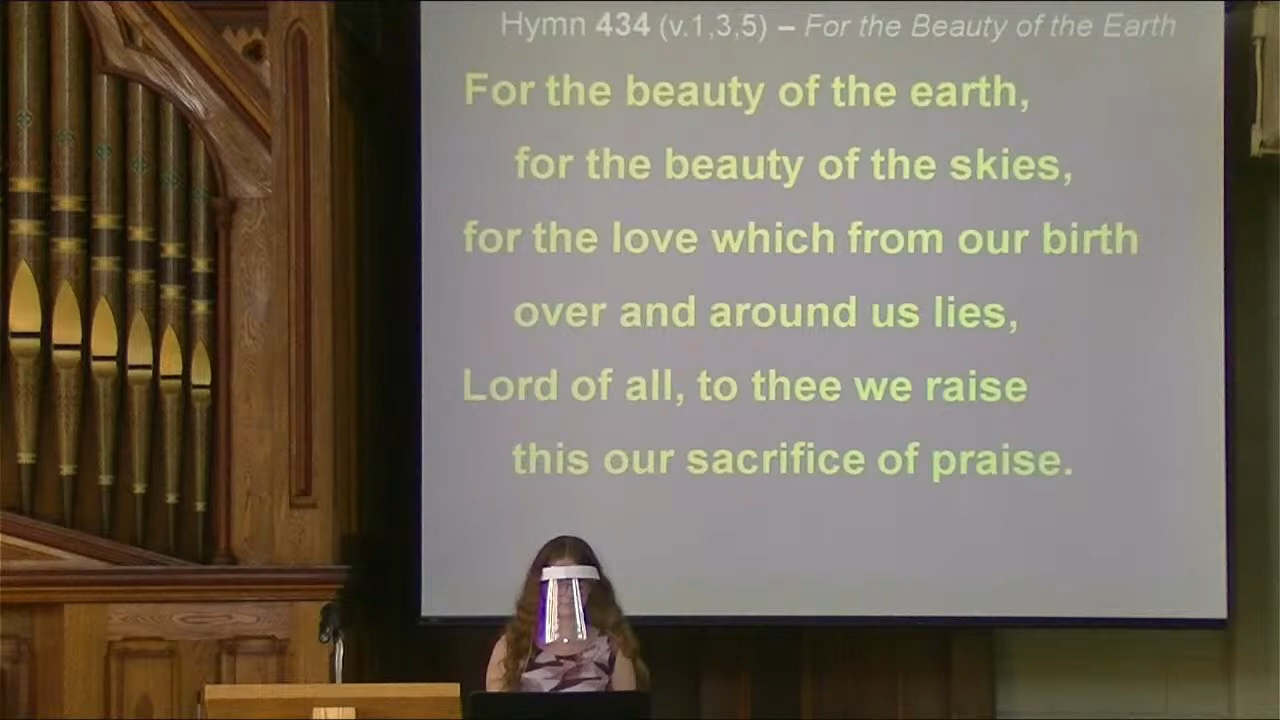 Hymn 434 (v.1,3,5) – For the Beauty of the Earth
For the beauty of the earth,
for the beauty of the skies,
for the love which from our birth
over and around us lies,
Lord of all, to thee we raise
this our sacrifice of praise.